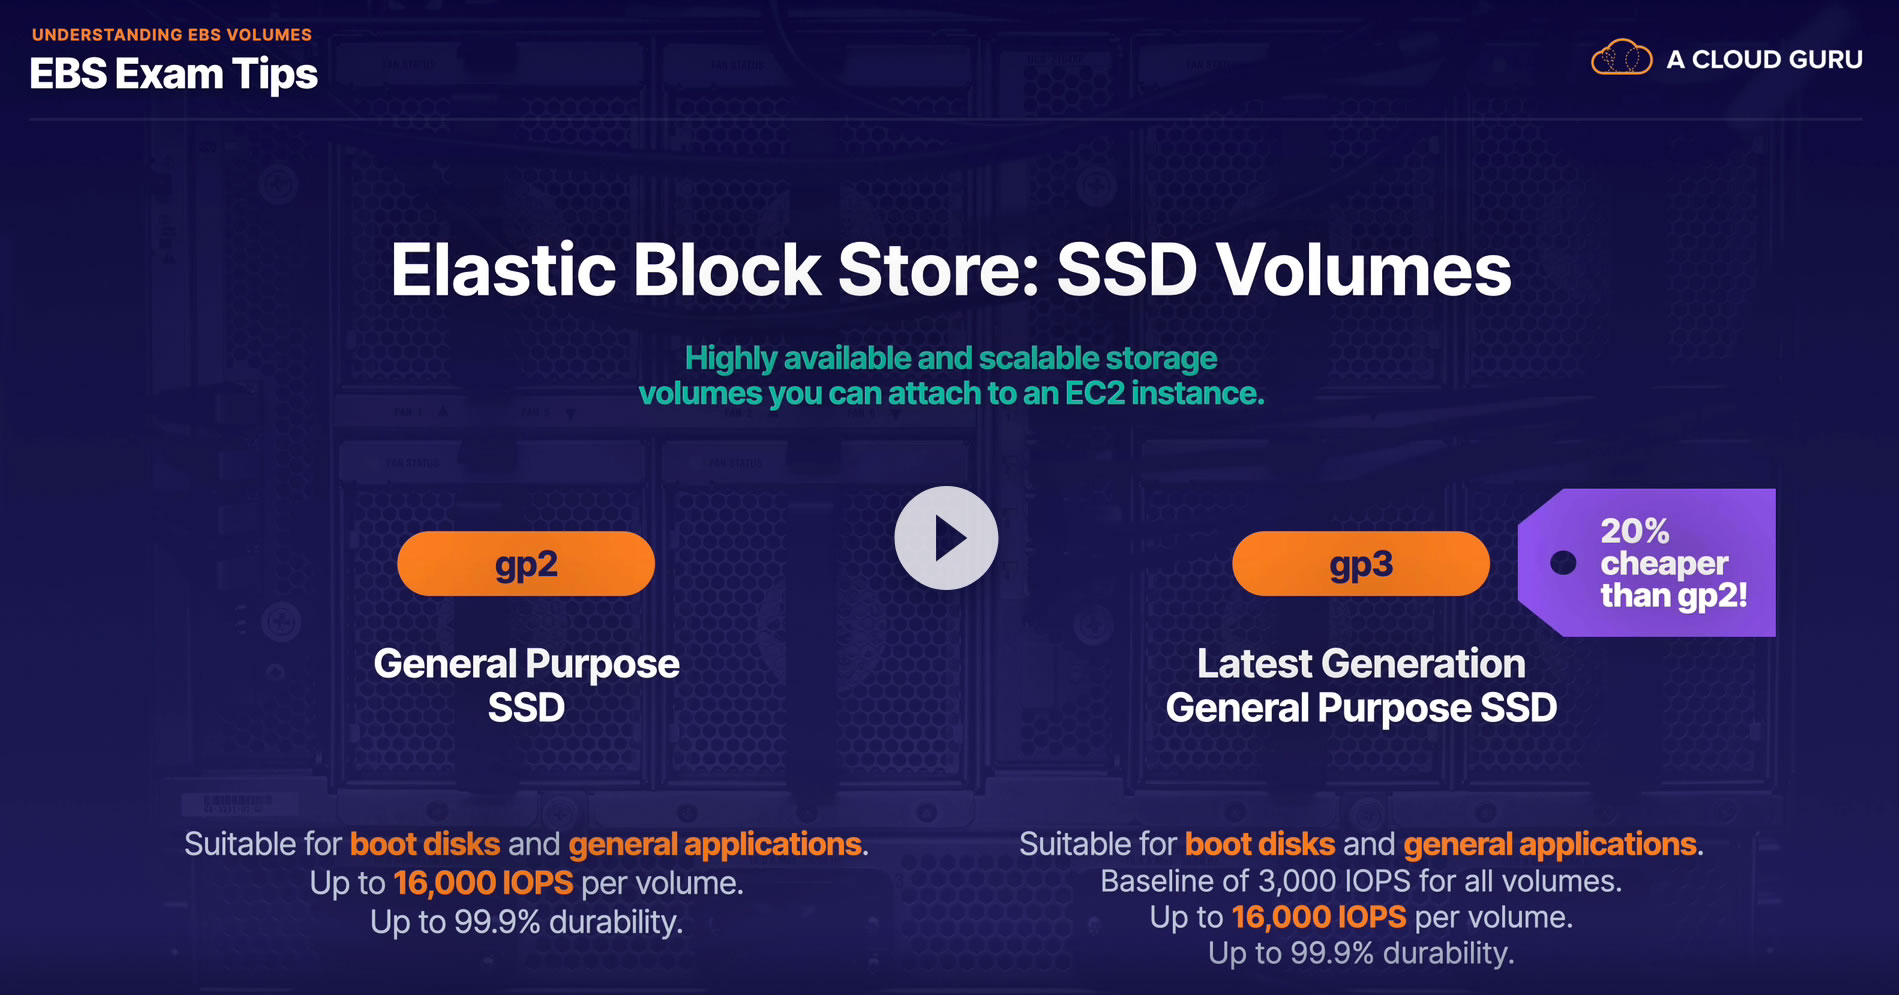 UNDERSTANDING EBS VOLUMES
EBS Exam Tips
A CLOUD GURU
Elastic Block Store: SSD Volumes
Highly available and scalable storage
volumes you can attach to an EC2 instance.
gp2
General Purpose
SSD
Suitable for boot disks and general applications.
Up to 16,000 IOPS per volume.
Up to 99.9% durability.
gp3
20%
cheaper
than gp2!
Latest Generation
General Purpose SSD
Suitable for boot disks and general applications.
Baseline of 3,000 IOPS for all volumes.
Up to 16,000 IOPS per volume.
Up to 99.9% durability.